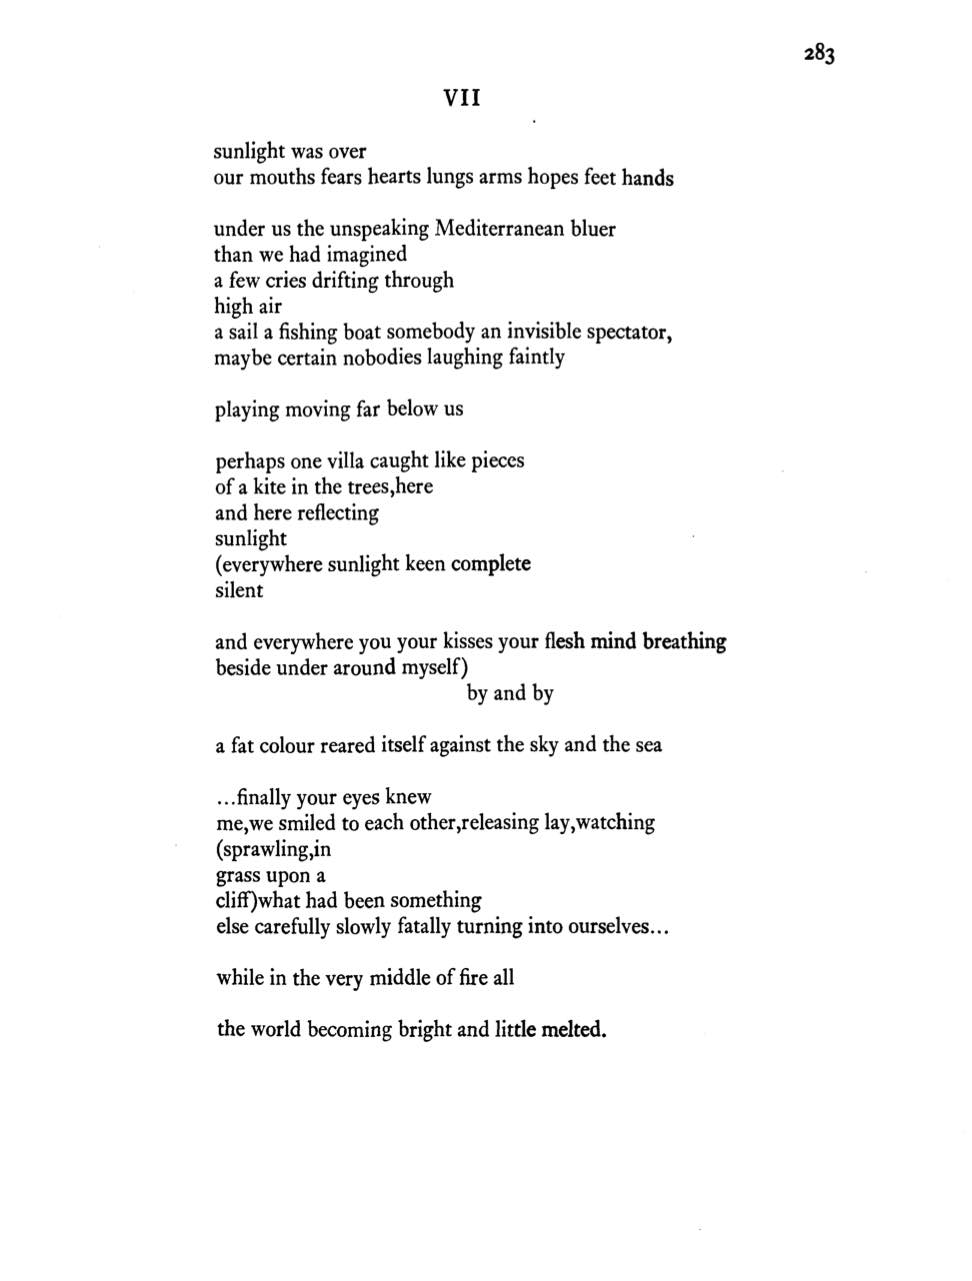 283
VII
sunlight was over
our mouths fears hearts lungs arms hopes feet hands
under us the unspeaking Mediterranean bluer
than we had imagined
a few cries drifting through
high air
a sail a fishing boat somebody an invisible spectator,
maybe certain nobodies laughing faintly
playing moving far below us
perhaps one villa caught like pieces
of a kite in the trees,here
and here reflecting
sunlight
(everywhere sunlight keen complete
silent
and everywhere you your kisses your flesh mind breathing
beside under around myself)
by and by
a fat colour reared itself against the sky and the sea
...finally your eyes knew
me,we smiled to each other,releasing lay,watching
(sprawling,in
grass upon a
cliff)what had been something
else carefully slowly fatally turning into ourselves...
while in the very middle of fire all
the world becoming bright and little melted.